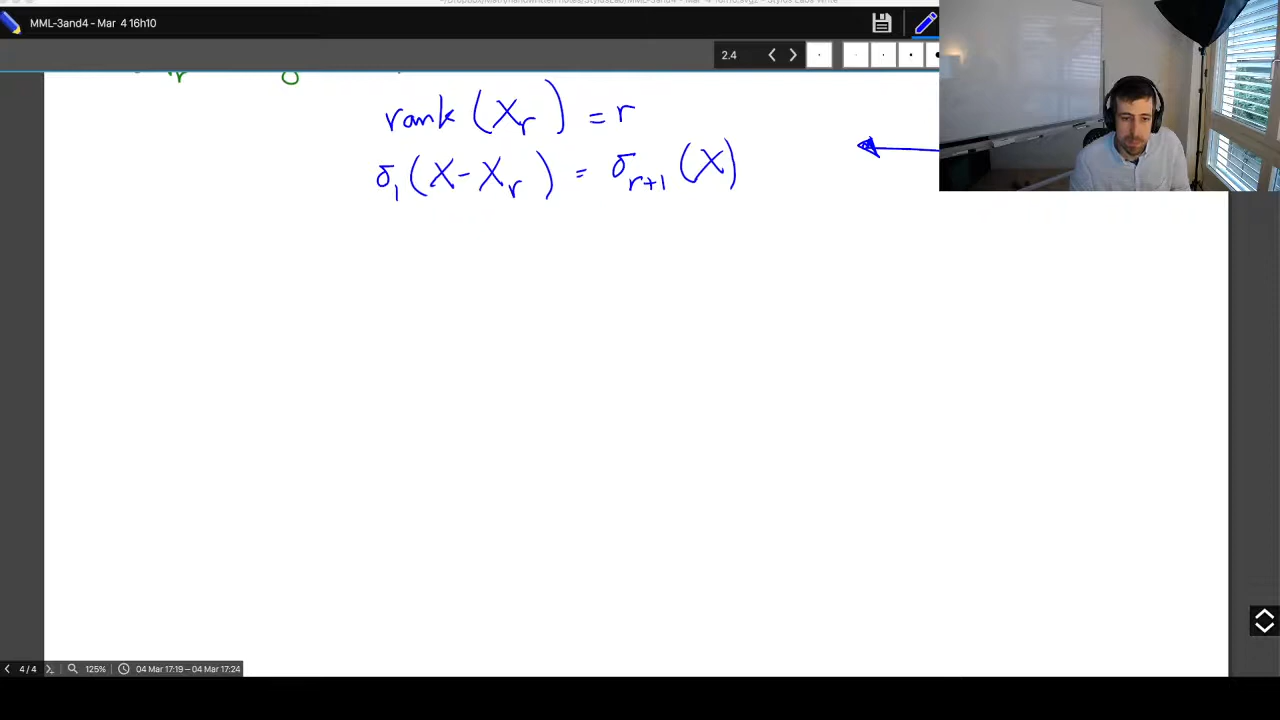 MML-3and4 - Mar 4 16h10
2.4
rank (X_r) = r
σ_1 (X - X_r) = σ_{r+1} (X)
4/4 125% 04 Mar 17:19 – 04 Mar 17:24